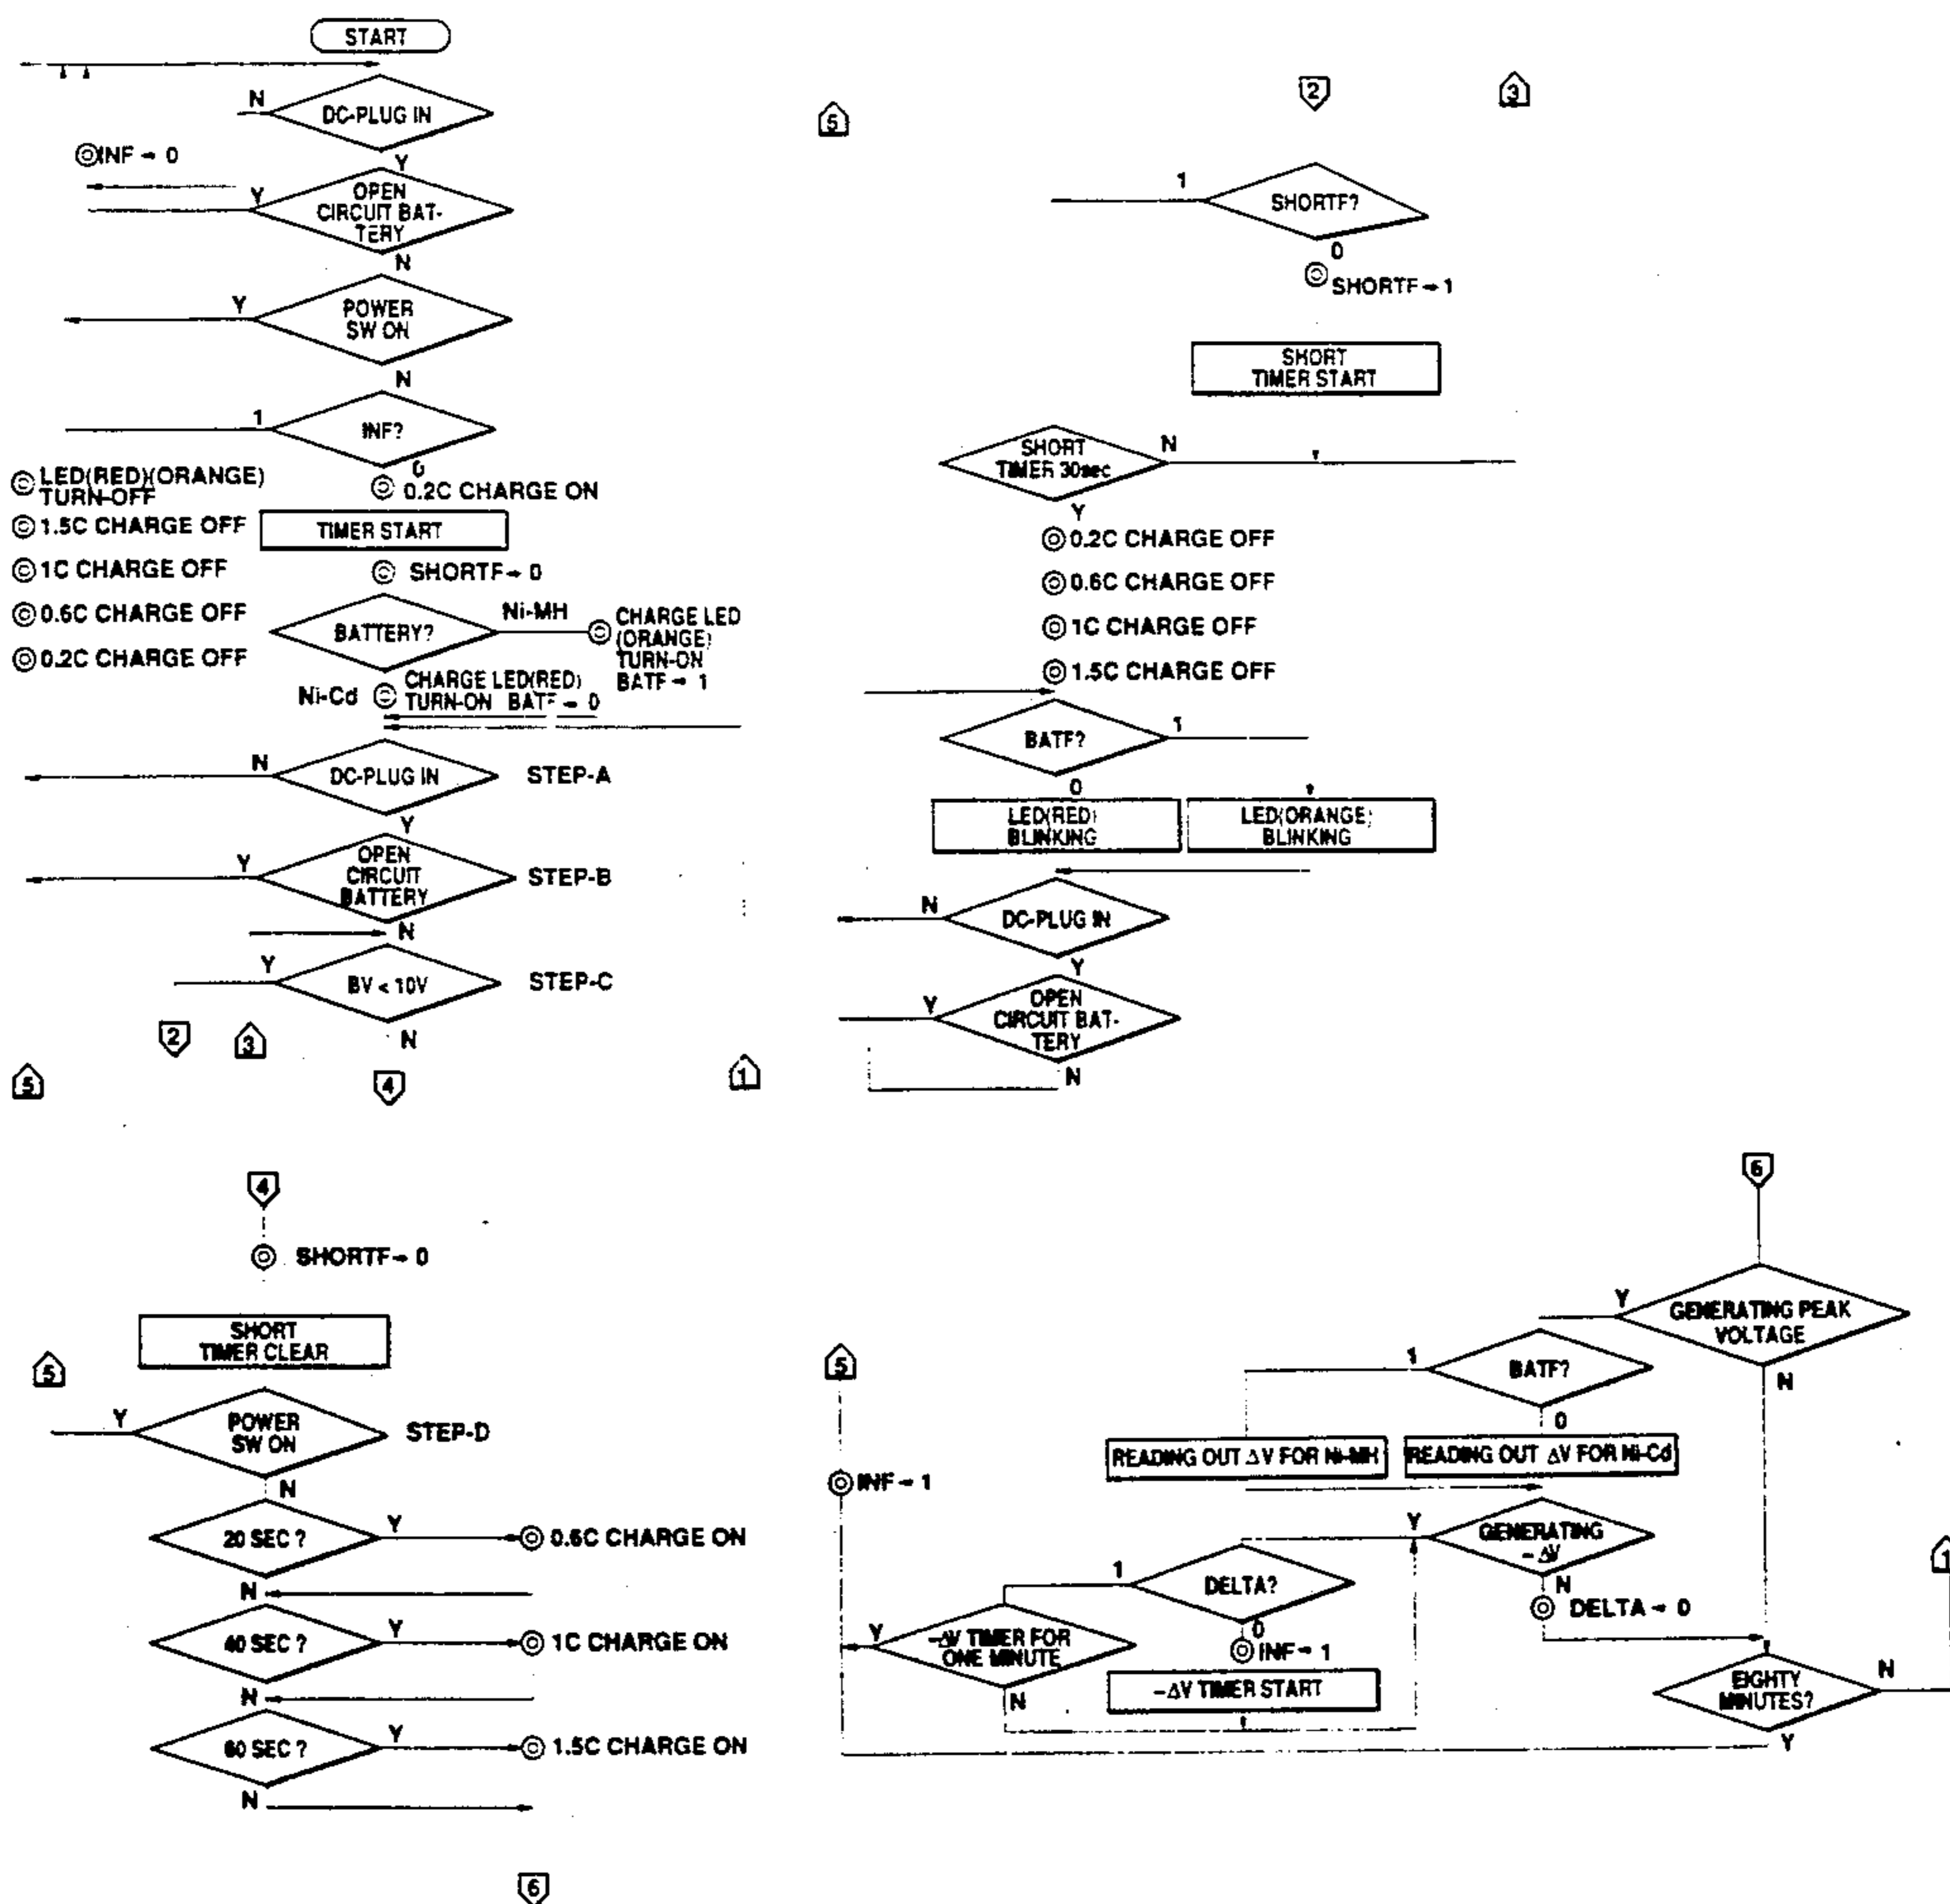 START
N
DC-PLUG IN
Y
INF → 0
Y
OPEN
CIRCUIT BAT-
TERY
N
Y
POWER
SW ON
N
1
INF?
0
LED(RED)(ORANGE)
TURN-OFF
1.5C CHARGE OFF
1C CHARGE OFF
0.6C CHARGE OFF
0.2C CHARGE OFF
0.2C CHARGE ON
TIMER START
SHORTF → 0
BATTERY?
Ni-MH
CHARGE LED
(ORANGE)
TURN-ON
BATF → 1
Ni-Cd
CHARGE LED(RED)
TURN-ON BATF → 0
N
DC-PLUG IN
STEP-A
Y
Y
OPEN
CIRCUIT
BATTERY
STEP-B
N
Y
BV < 10V
STEP-C
N
2
3
4
5
1
5
2
3
1
SHORTF?
0
SHORTF → 1
SHORT
TIMER START
SHORT
TIMER 30sec
N
Y
0.2C CHARGE OFF
0.6C CHARGE OFF
1C CHARGE OFF
1.5C CHARGE OFF
BATF?
1
0
LED(RED)
BLINKING
LED(ORANGE)
BLINKING
N
DC-PLUG IN
Y
Y
OPEN
CIRCUIT BAT-
TERY
N
4
SHORTF → 0
SHORT
TIMER CLEAR
5
Y
POWER
SW ON
STEP-D
N
20 SEC ?
Y
0.6C CHARGE ON
N
40 SEC ?
Y
1C CHARGE ON
N
60 SEC ?
Y
1.5C CHARGE ON
N
6
6
Y
GENERATING PEAK
VOLTAGE
N
5
1
BATF?
0
READING OUT ΔV FOR Ni-MH
READING OUT ΔV FOR Ni-Cd
INF → 1
Y
GENERATING
- ΔV
N
DELTA → 0
1
DELTA?
0
INF → 1
Y
-ΔV TIMER FOR
ONE MINUTE
N
-ΔV TIMER START
EIGHTY
MINUTES?
N
Y
1